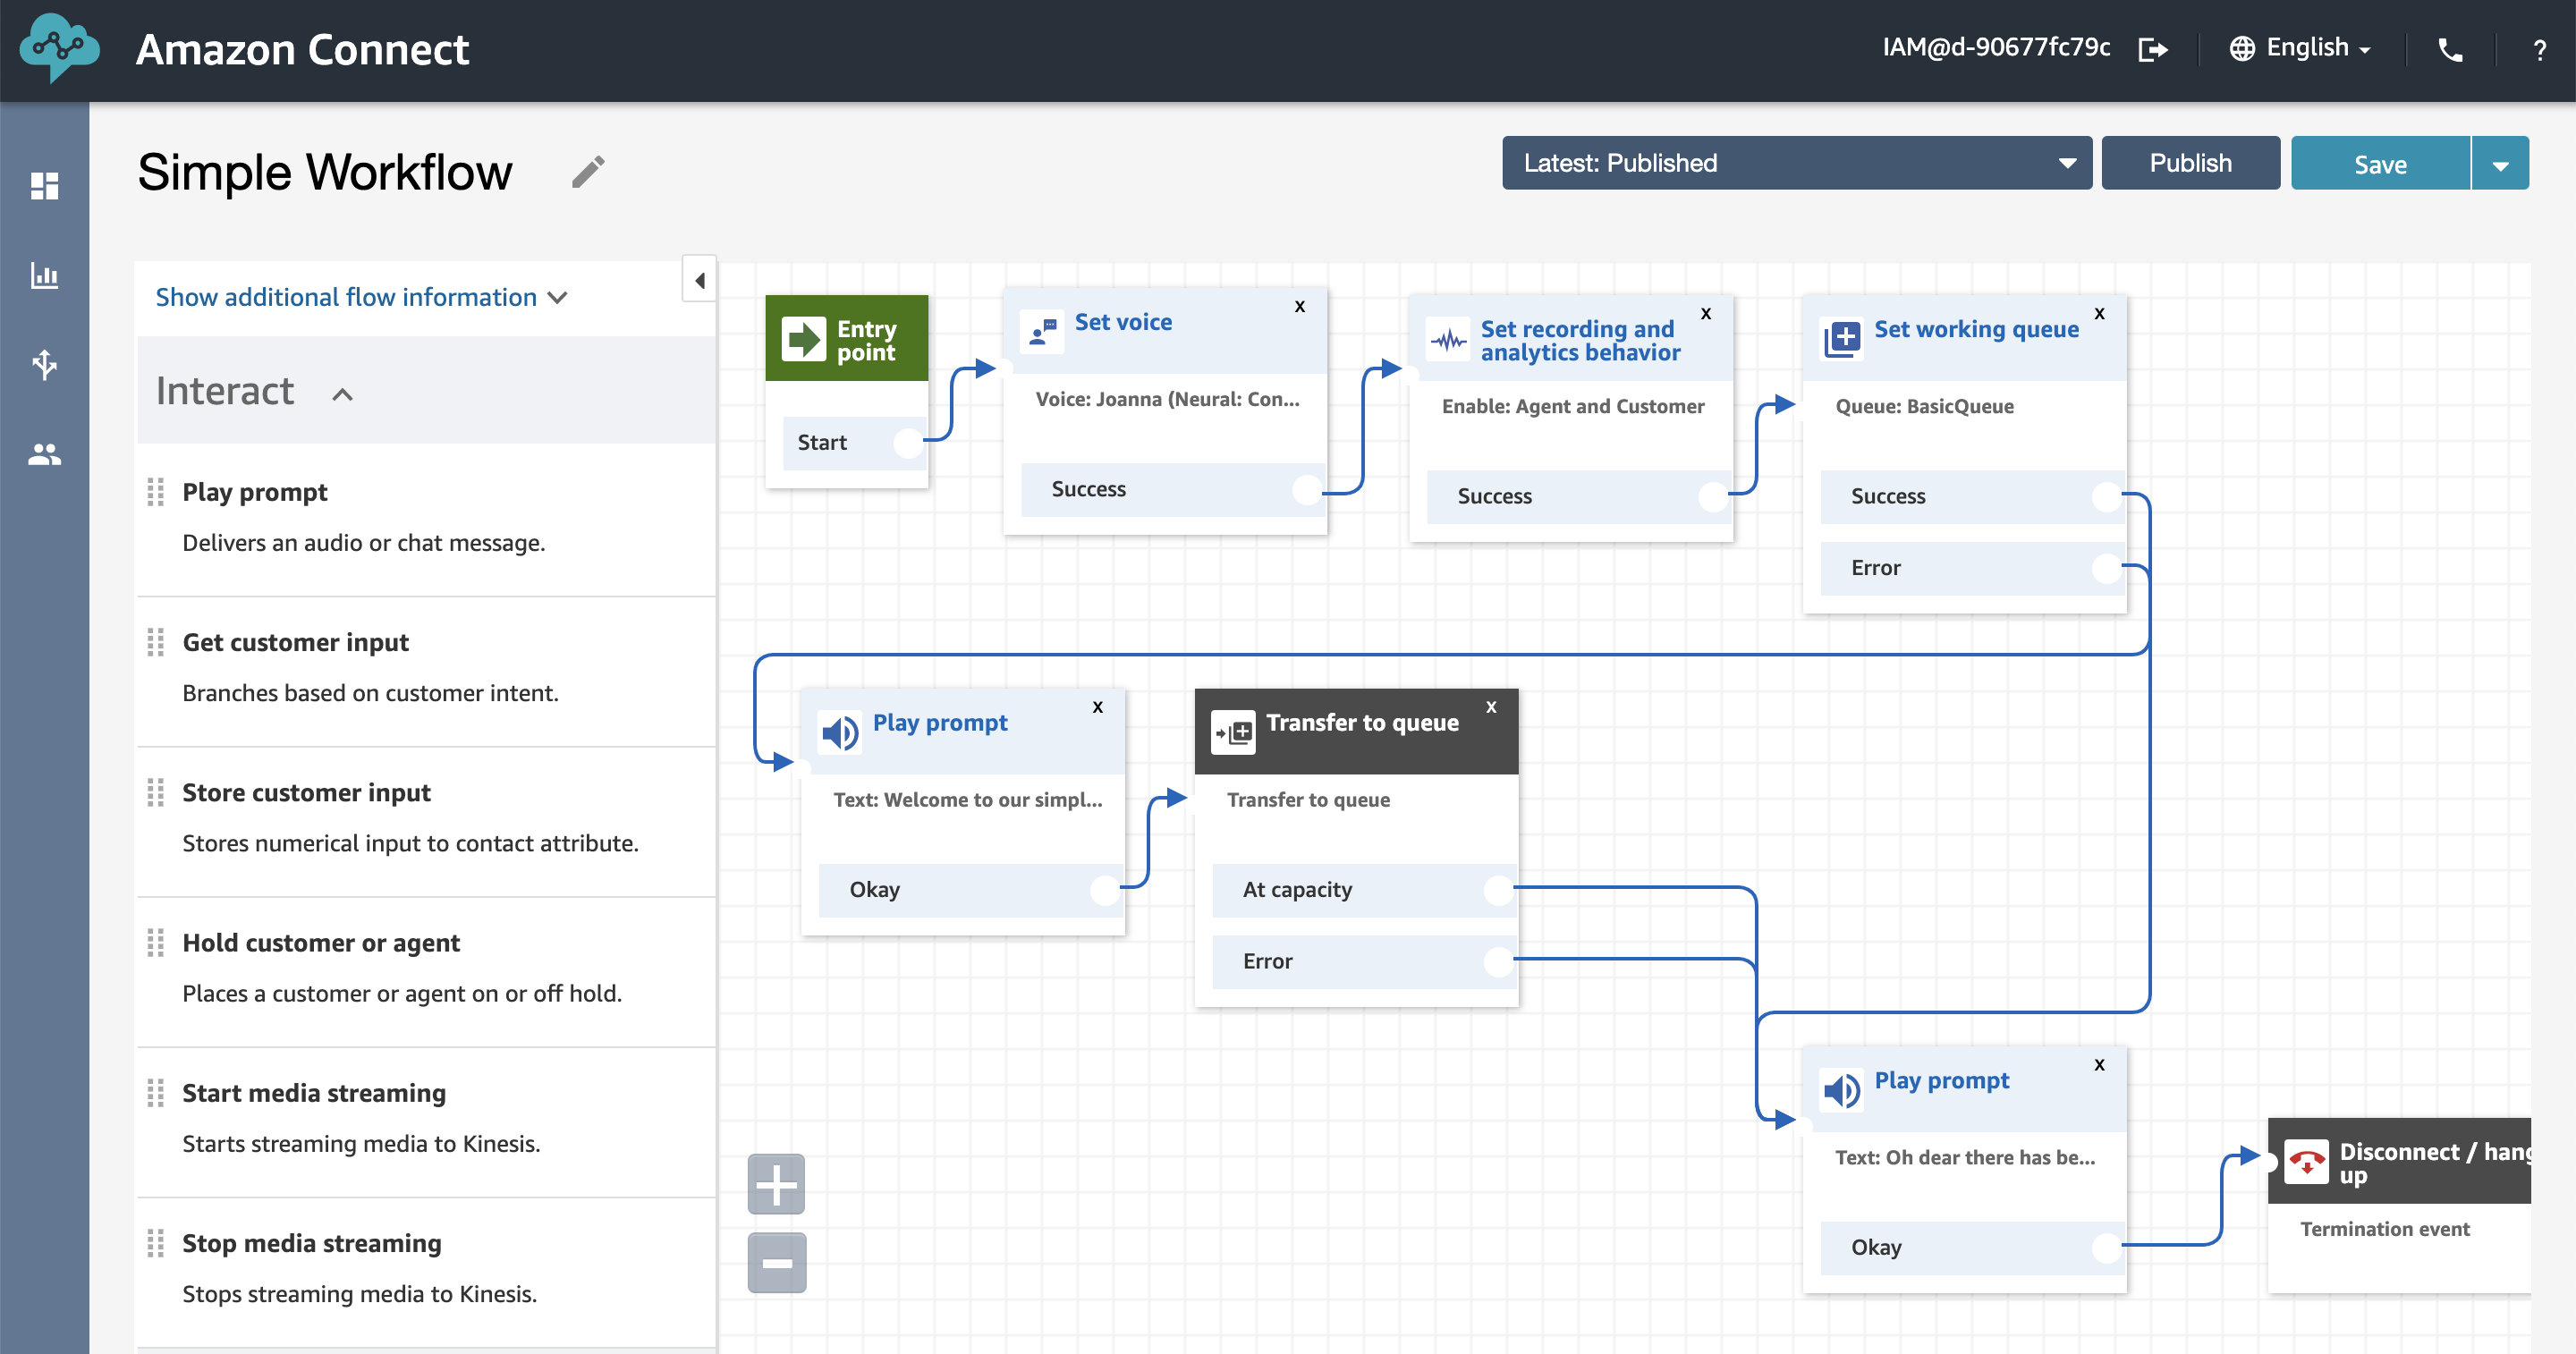 Amazon Connect
IAM@d-90677fc79c
English
?
Simple Workflow
Latest: Published
Publish
Save
Show additional flow information
Interact
Play prompt
Delivers an audio or chat message.
Get customer input
Branches based on customer intent.
Store customer input
Stores numerical input to contact attribute.
Hold customer or agent
Places a customer or agent on or off hold.
Start media streaming
Starts streaming media to Kinesis.
Stop media streaming
Stops streaming media to Kinesis.
Entry
point
Start
Set voice
x
Voice: Joanna (Neural: Con...
Success
Set recording and
analytics behavior
x
Enable: Agent and Customer
Success
Set working queue
x
Queue: BasicQueue
Success
Error
Play prompt
x
Text: Welcome to our simpl...
Okay
Transfer to queue
x
Transfer to queue
At capacity
Error
Play prompt
x
Text: Oh dear there has be...
Okay
Disconnect / hang
up
Termination event